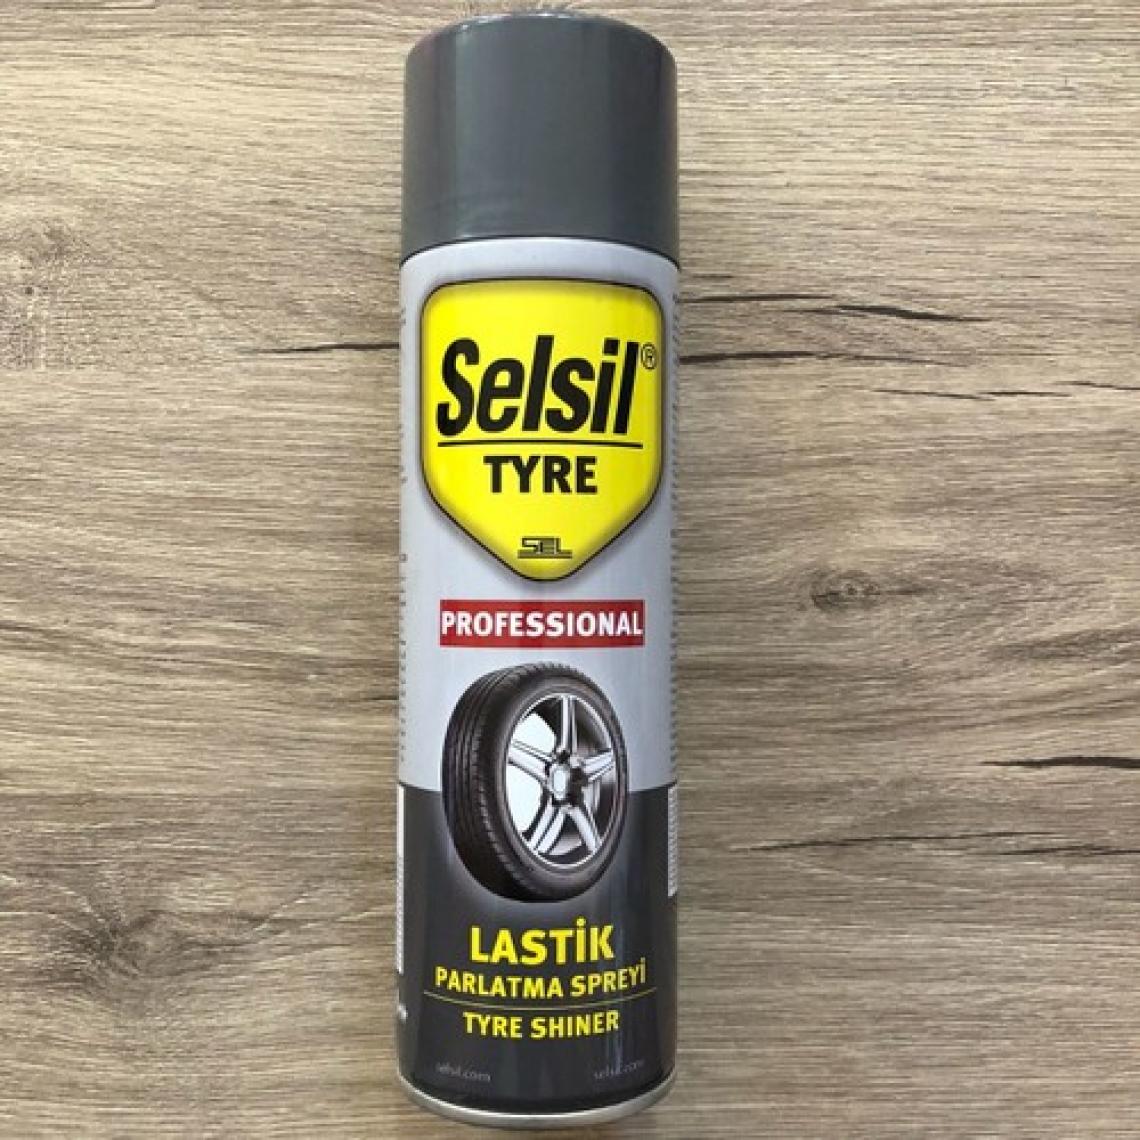 Selsil®
TYRE
SEL
PROFESSIONAL
LASTİK
PARLATMA SPREYİ
TYRE SHINER
selsil.com selsil.com